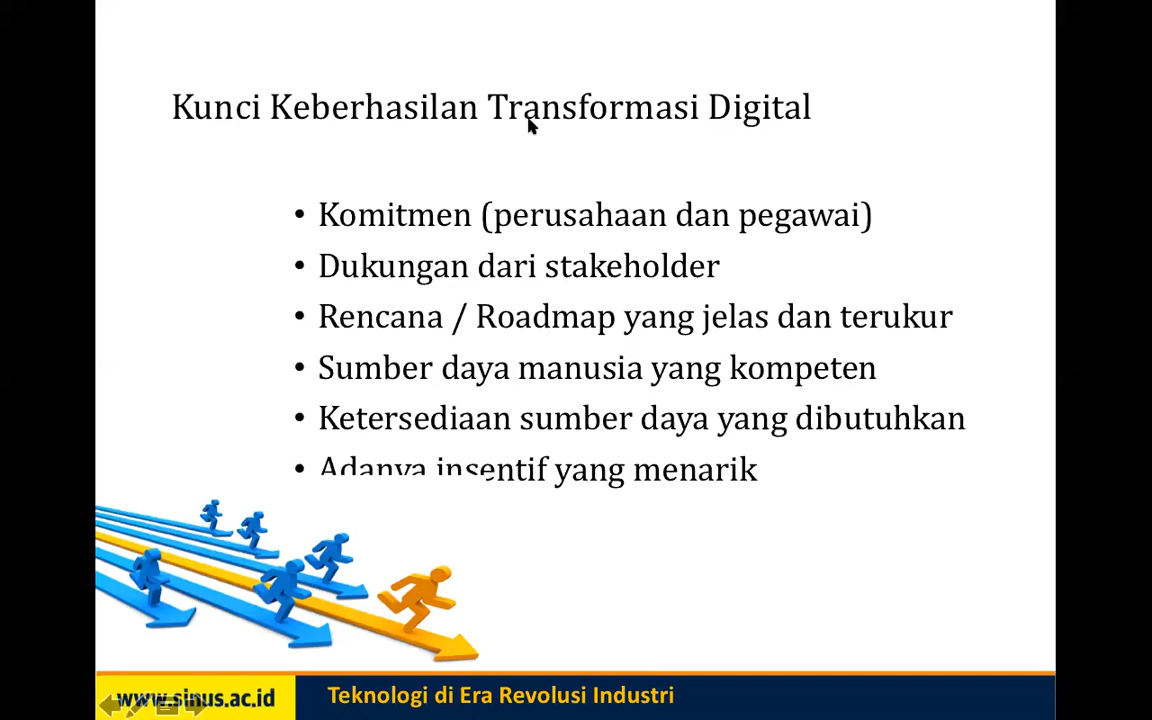 Kunci Keberhasilan Transformasi Digital
• Komitmen (perusahaan dan pegawai)
• Dukungan dari stakeholder
• Rencana / Roadmap yang jelas dan terukur
• Sumber daya manusia yang kompeten
• Ketersediaan sumber daya yang dibutuhkan
• Adanya insentif yang menarik
www.sinus.ac.id
Teknologi di Era Revolusi Industri